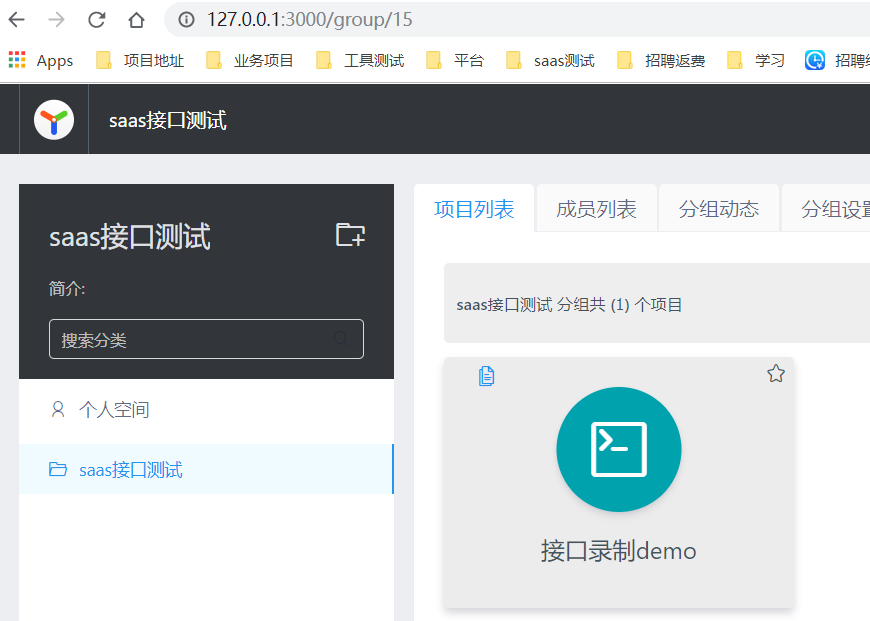 127.0.0.1:3000/group/15
Apps 项目地址 业务项目 工具测试 平台 saas测试 招聘返费 学习
saas接口测试
saas接口测试
简介:
搜索分类
个人空间
saas接口测试
项目列表 成员列表 分组动态 分组设置
saas接口测试 分组共 (1) 个项目
接口录制demo